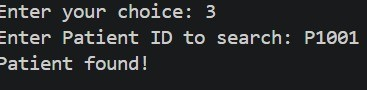 Enter your choice: 3
Enter Patient ID to search: P1001
Patient found!